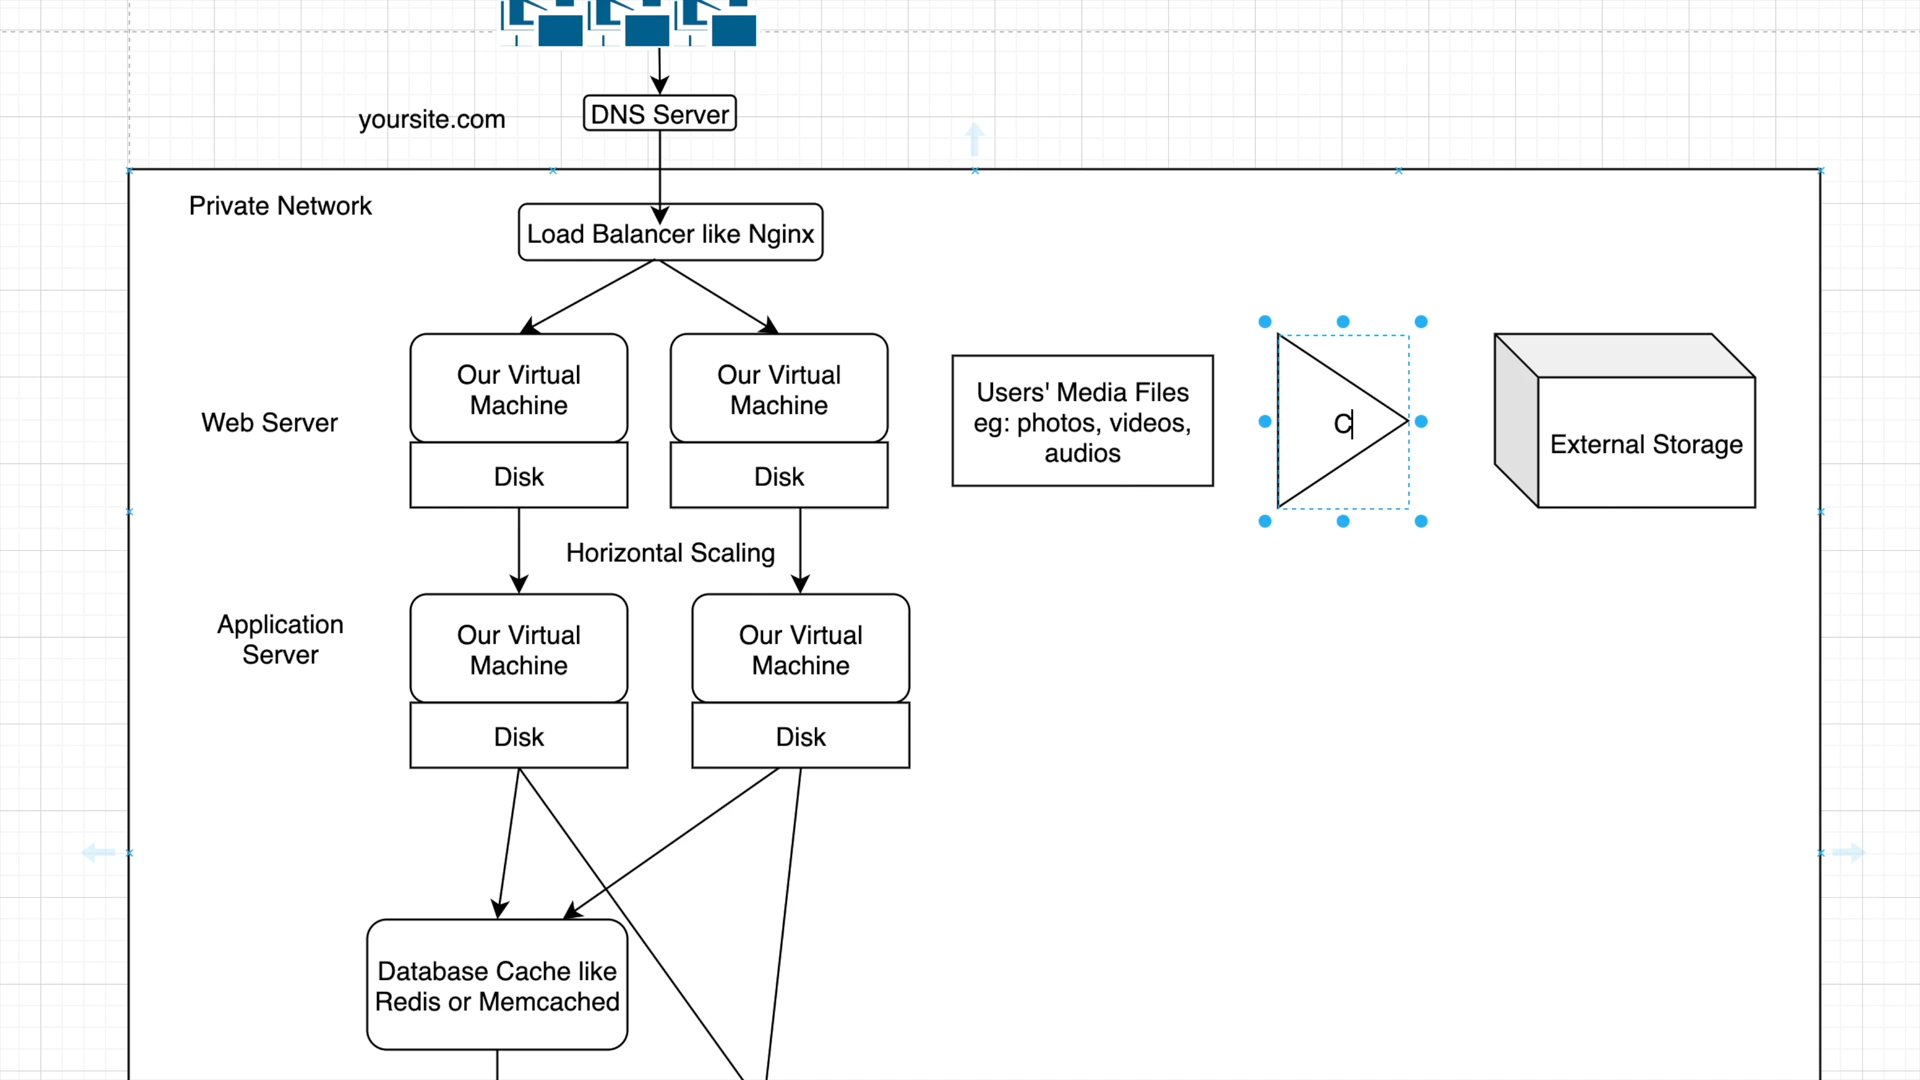 yoursite.com
DNS Server
Private Network
Load Balancer like Nginx
Our Virtual
Machine
Disk
Our Virtual
Machine
Disk
Web Server
Users' Media Files
eg: photos, videos,
audios
C
External Storage
Horizontal Scaling
Application
Server
Our Virtual
Machine
Disk
Our Virtual
Machine
Disk
Database Cache like
Redis or Memcached